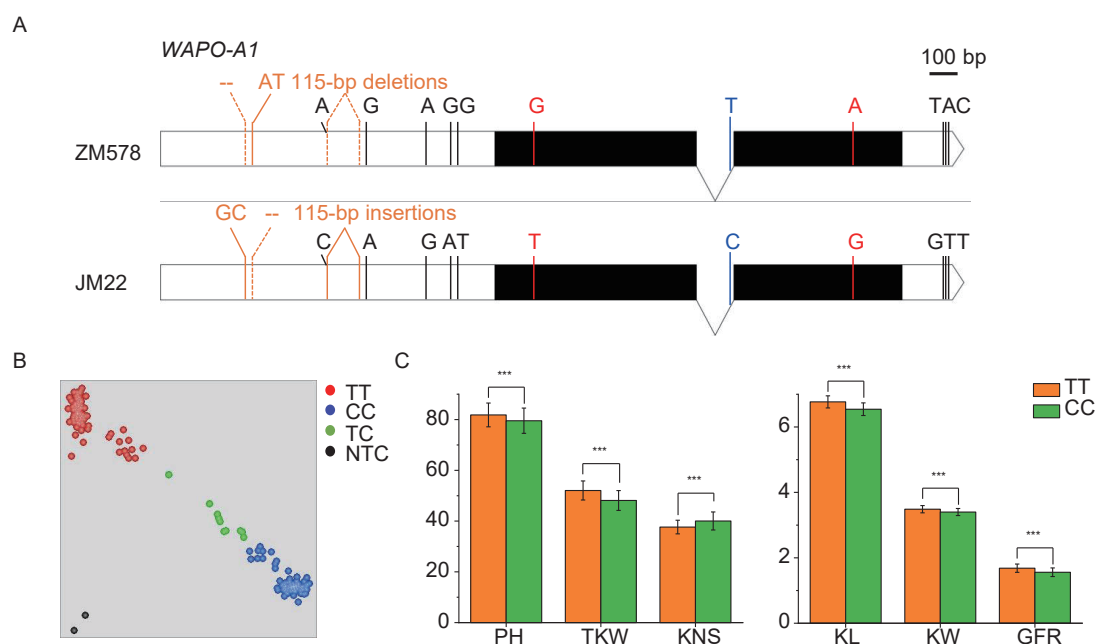 A
WAPO-A1
100 bp
-- AT 115-bp deletions
A G A GG G T A TAC
ZM578
GC -- 115-bp insertions
C A G AT T C G GTT
JM22
B
TT
CC
TC
NTC
C
*** *** ***
80
60
40
20
0
PH TKW KNS
*** *** ***
6
4
2
0
KL KW GFR
TT
CC